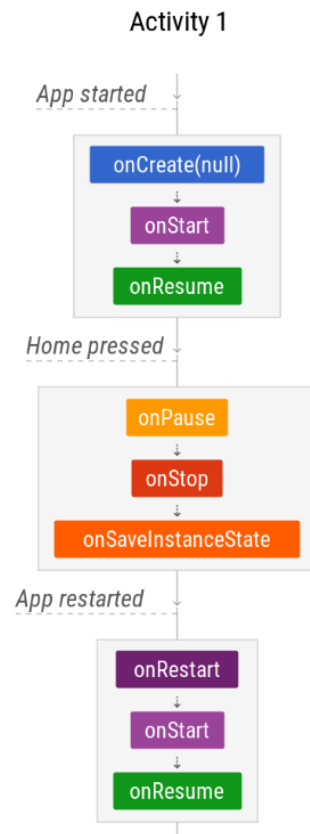 Activity 1
App started
onCreate(null)
onStart
onResume
Home pressed
onPause
onStop
onSaveInstanceState
App restarted
onRestart
onStart
onResume